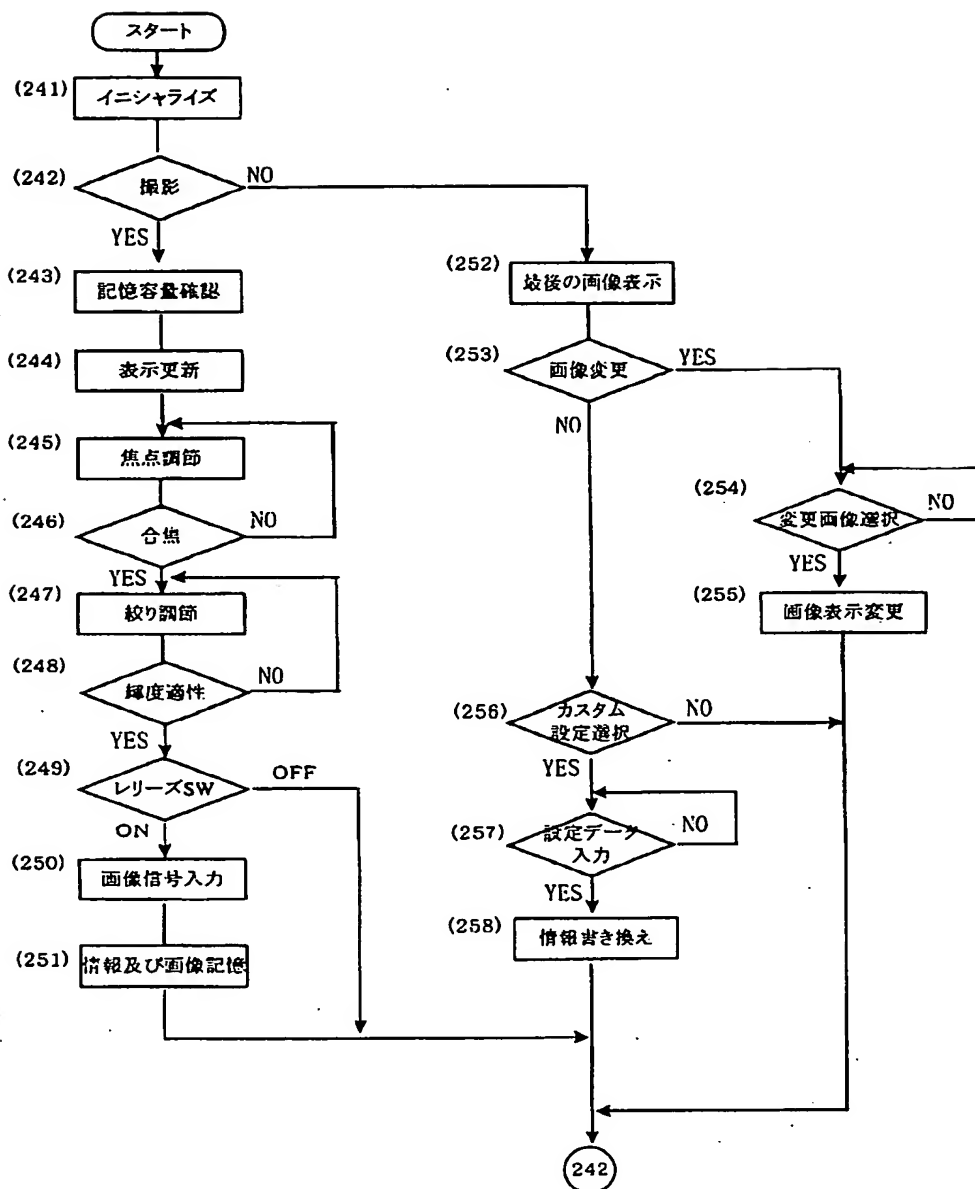 スタート
(241)
イニシャライズ
(242)
撮影
NO
YES
(243)
記憶容量確認
(244)
表示更新
(245)
焦点調節
(246)
合焦
NO
YES
(247)
絞り調節
(248)
輝度適性
NO
YES
(249)
レリーズSW
OFF
ON
(250)
画像信号入力
(251)
情報及び画像記憶
(252)
最後の画像表示
(253)
画像変更
YES
NO
(254)
変更画像選択
NO
YES
(255)
画像表示変更
(256)
カスタム
設定選択
NO
YES
(257)
設定データ
入力
NO
YES
(258)
情報書き換え
242